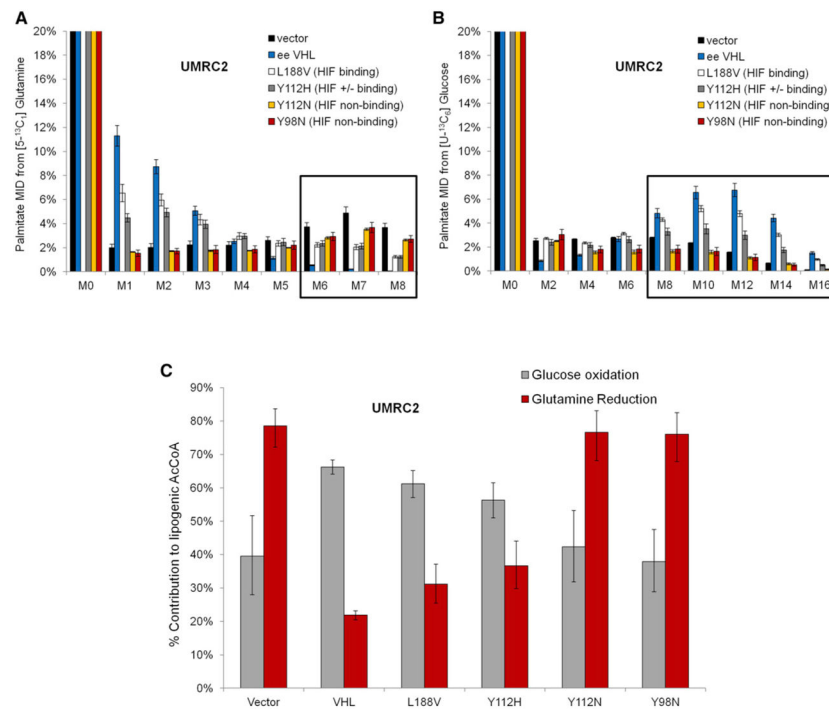 A
Palmitate MID from [5-¹³C₁] Glutamine
20%
18%
16%
14%
12%
10%
8%
6%
4%
2%
0%
UMRC2
vector
ee VHL
L188V (HIF binding)
Y112H (HIF +/- binding)
Y112N (HIF non-binding)
Y98N (HIF non-binding)
M0 M1 M2 M3 M4 M5 M6 M7 M8
B
Palmitate MID from [U-¹³C₆] Glucose
20%
18%
16%
14%
12%
10%
8%
6%
4%
2%
0%
UMRC2
vector
ee VHL
L188V (HIF binding)
Y112H (HIF +/- binding)
Y112N (HIF non-binding)
Y98N (HIF non-binding)
M0 M2 M4 M6 M8 M10 M12 M14 M16
C
% Contribution to lipogenic AcCoA
90%
80%
70%
60%
50%
40%
30%
20%
10%
0%
UMRC2
Glucose oxidation
Glutamine Reduction
Vector VHL L188V Y112H Y112N Y98N